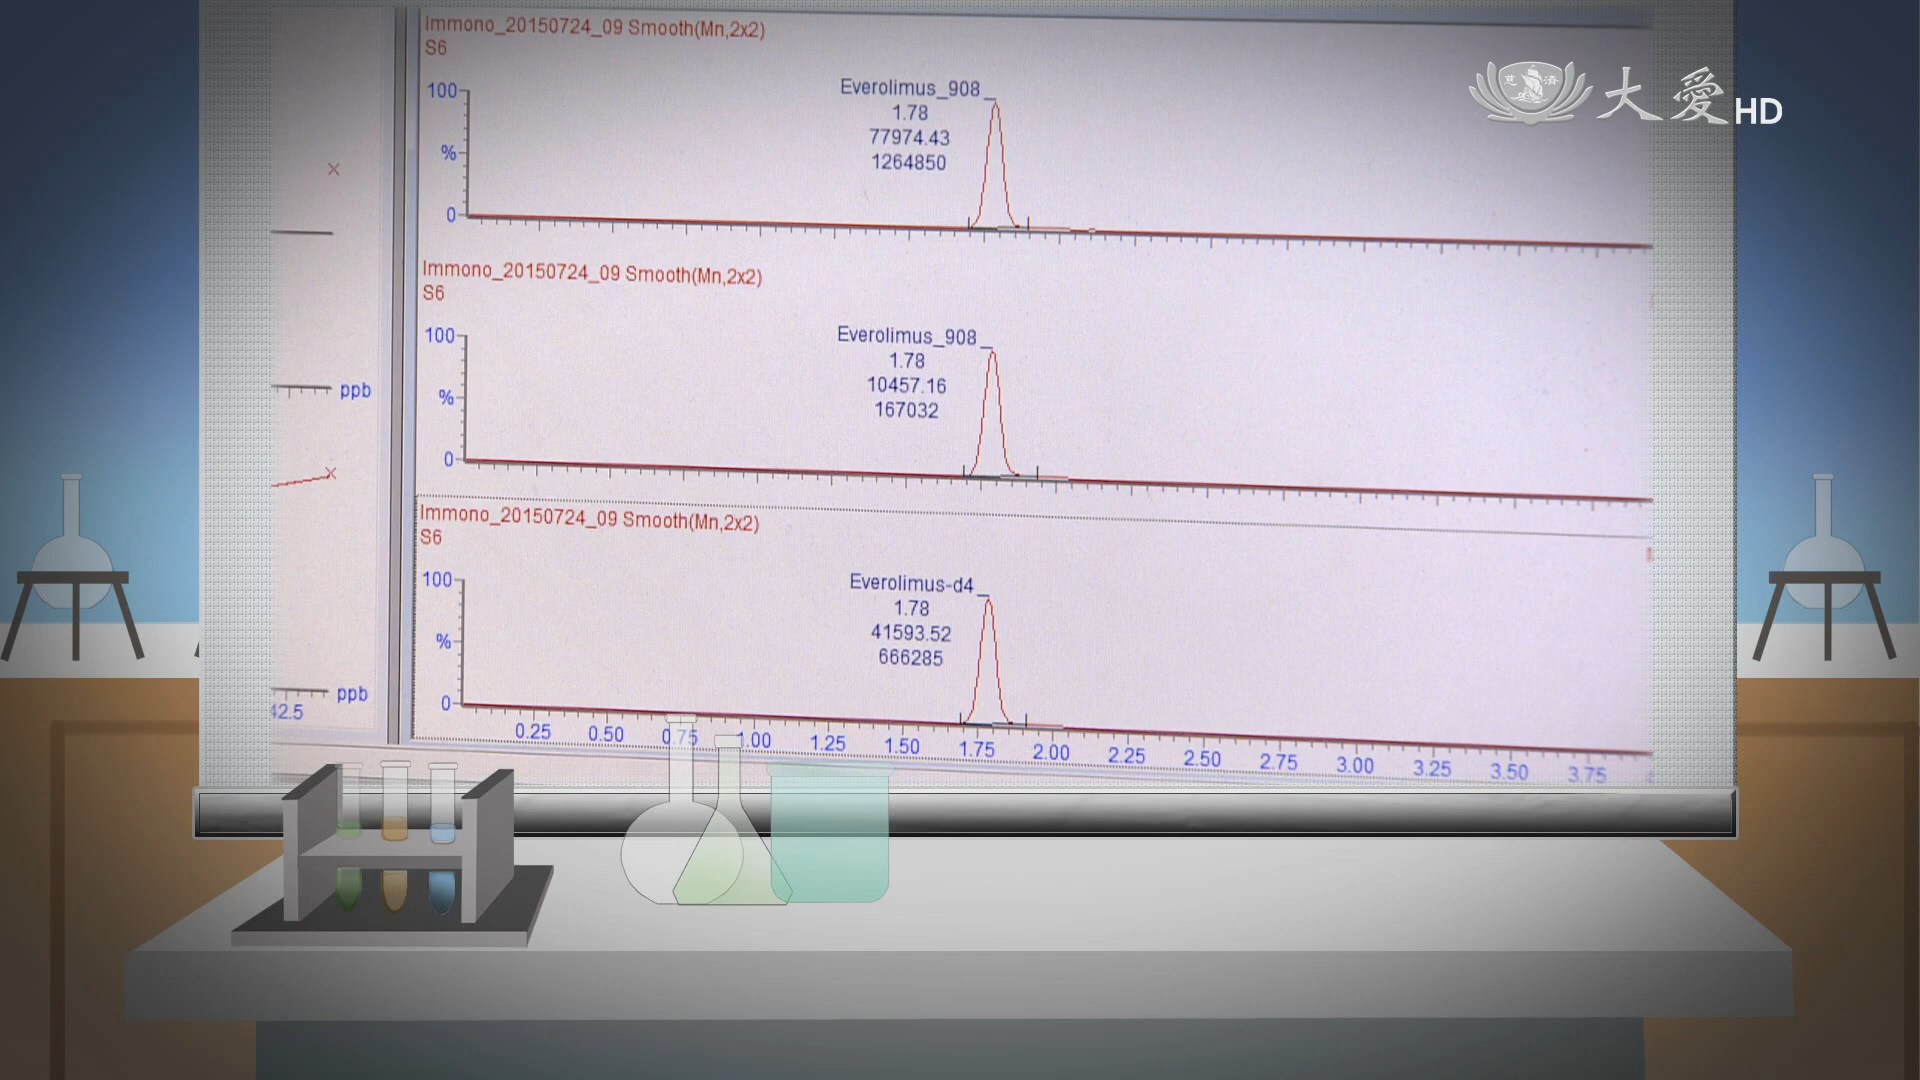 Immono_20150724_09 Smooth(Mn,2x2)
S6
Everolimus_908
1.78
77974.43
1264850
100
%
0
慈 濟
大愛HD
Immono_20150724_09 Smooth(Mn,2x2)
S6
Everolimus_908
1.78
10457.16
167032
100
%
0
ppb
Immono_20150724_09 Smooth(Mn,2x2)
S6
Everolimus-d4
1.78
41593.52
666285
100
%
0
ppb
42.5
0.25 0.50 0.75 1.00 1.25 1.50 1.75 2.00 2.25 2.50 2.75 3.00 3.25 3.50 3.75